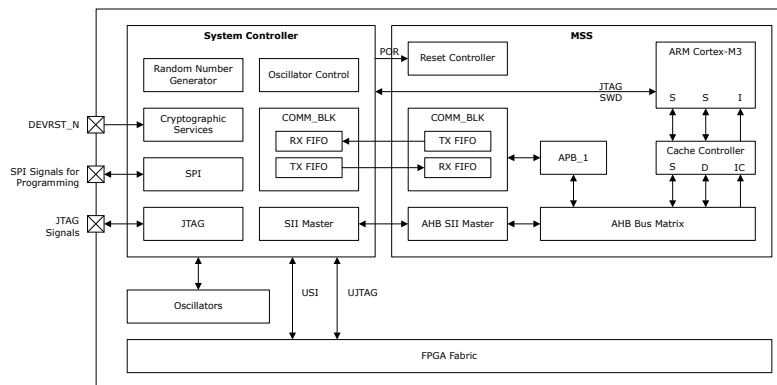 System Controller
MSS
Random Number
Generator
Oscillator Control
POR
Reset Controller
ARM Cortex-M3
JTAG
SWD
S
S
I
DEVRST_N
Cryptographic
Services
COMM_BLK
RX FIFO
TX FIFO
COMM_BLK
TX FIFO
RX FIFO
APB_1
Cache Controller
S
D
IC
SPI Signals for
Programming
SPI
JTAG
Signals
JTAG
SII Master
AHB SII Master
AHB Bus Matrix
Oscillators
USI
UJTAG
FPGA Fabric